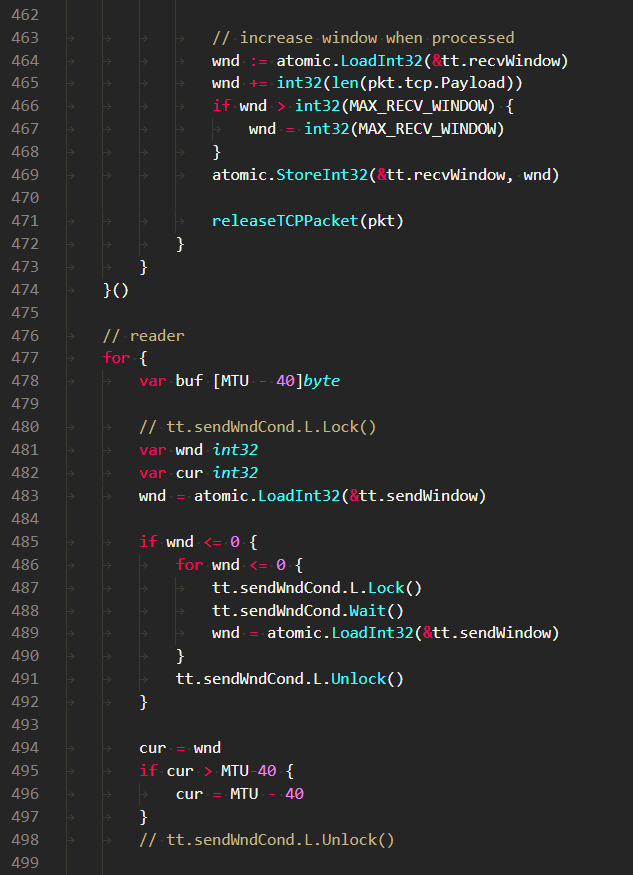 462
463 // increase window when processed
464 wnd := atomic.LoadInt32(&tt.recvWindow)
465 wnd += int32(len(pkt.tcp.Payload))
466 if wnd > int32(MAX_RECV_WINDOW) {
467 wnd = int32(MAX_RECV_WINDOW)
468 }
469 atomic.StoreInt32(&tt.recvWindow, wnd)
470
471 releaseTCPPacket(pkt)
472 }
473 }
474 }()
475
476 // reader
477 for {
478 var buf [MTU - 40]byte
479
480 // tt.sendWndCond.L.Lock()
481 var wnd int32
482 var cur int32
483 wnd = atomic.LoadInt32(&tt.sendWindow)
484
485 if wnd <= 0 {
486 for wnd <= 0 {
487 tt.sendWndCond.L.Lock()
488 tt.sendWndCond.Wait()
489 wnd = atomic.LoadInt32(&tt.sendWindow)
490 }
491 tt.sendWndCond.L.Unlock()
492 }
493
494 cur = wnd
495 if cur > MTU-40 {
496 cur = MTU - 40
497 }
498 // tt.sendWndCond.L.Unlock()
499